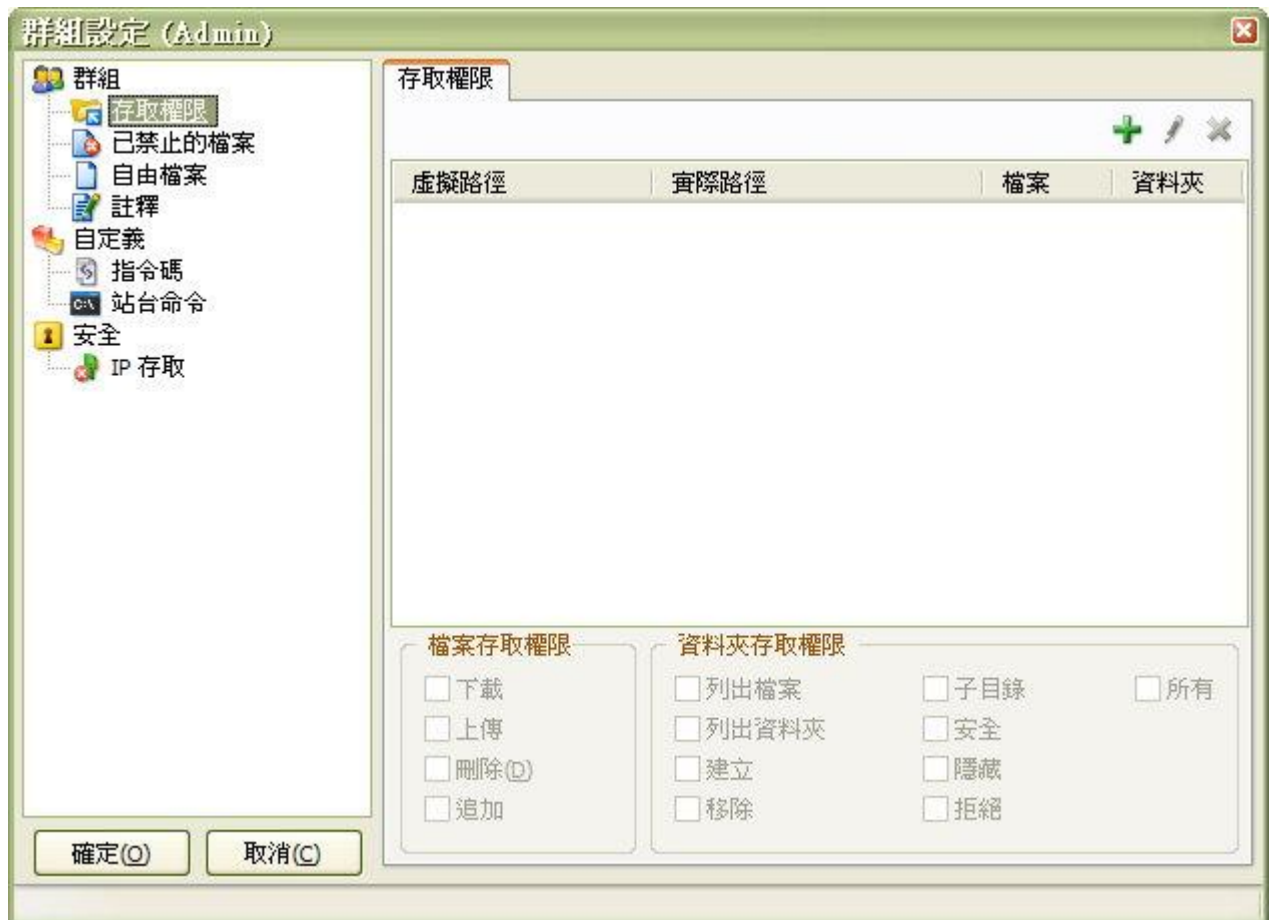 群組設定 (Admin)
群組
存取權限
已禁止的檔案
自由檔案
註釋
自定義
指令碼
站台命令
安全
IP 存取
確定(O)
取消(C)
存取權限
虛擬路徑 實際路徑 檔案 資料夾
檔案存取權限
下載
上傳
刪除(D)
追加
資料夾存取權限
列出檔案 子目錄 所有
列出資料夾 安全
建立 隱藏
移除 拒絕